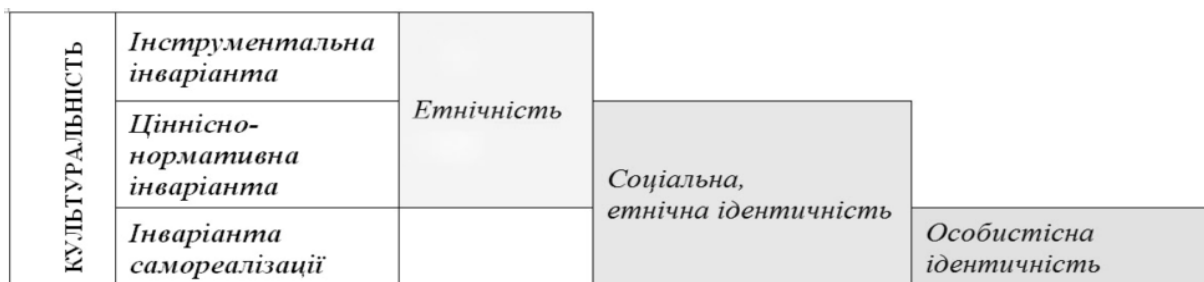 КУЛЬТУРАЛЬНІСТЬ
Інструментальна
інваріанта
Ціннісно-
нормативна
інваріанта
Інваріанта
самореалізації
Етнічність
Соціальна,
етнічна ідентичність
Особистісна
ідентичність